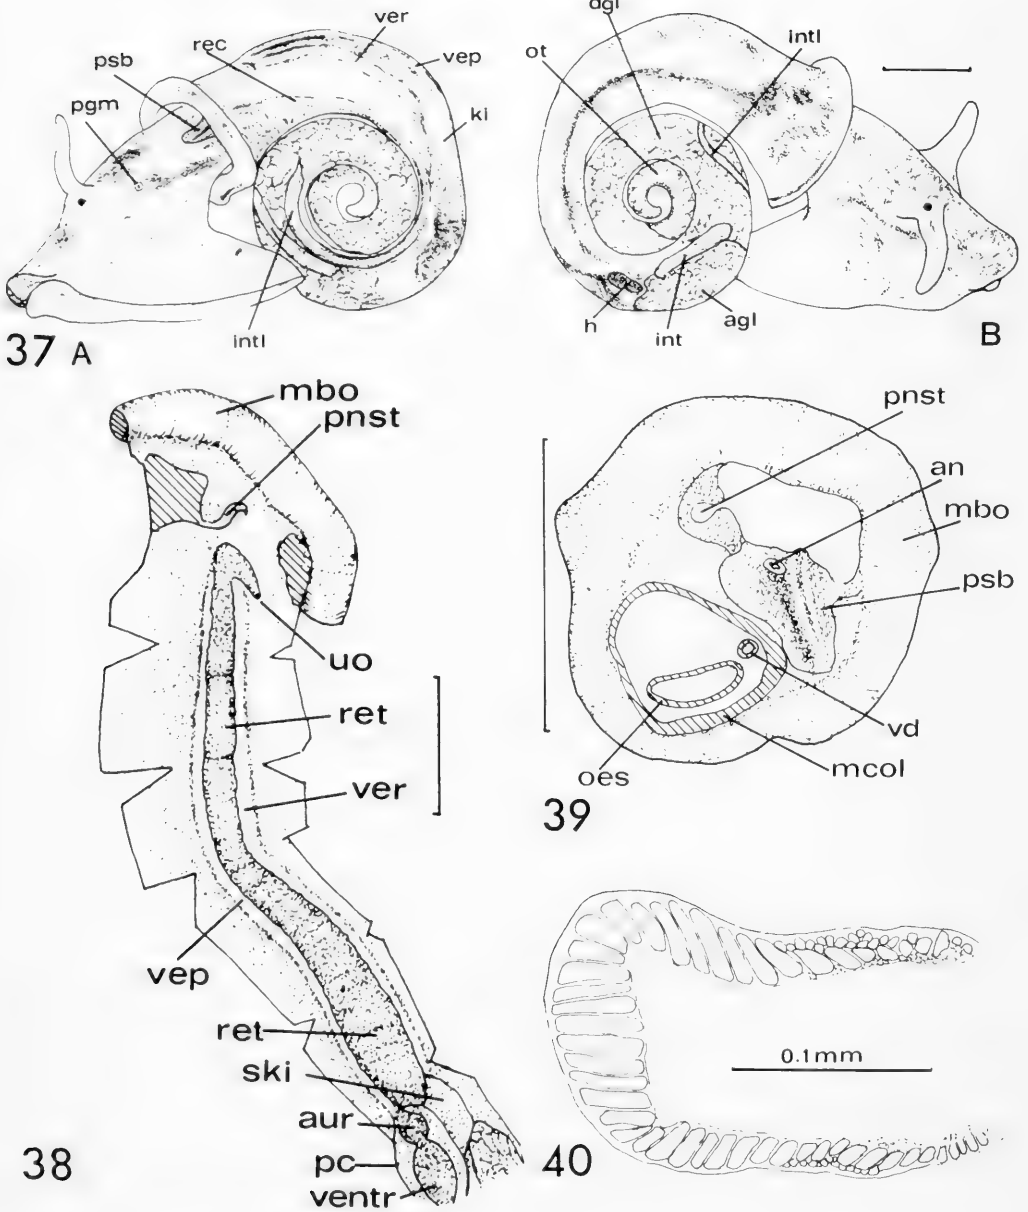 ver
rec
vep
psb
pgm
ki
intl
37 A
dgl
ot
intl
h
int
agl
B
mbo
pnst
uo
ret
ver
vep
ret
ski
aur
pc
ventr
38
pnst
an
mbo
psb
vd
mcol
oes
39
0.1mm
40